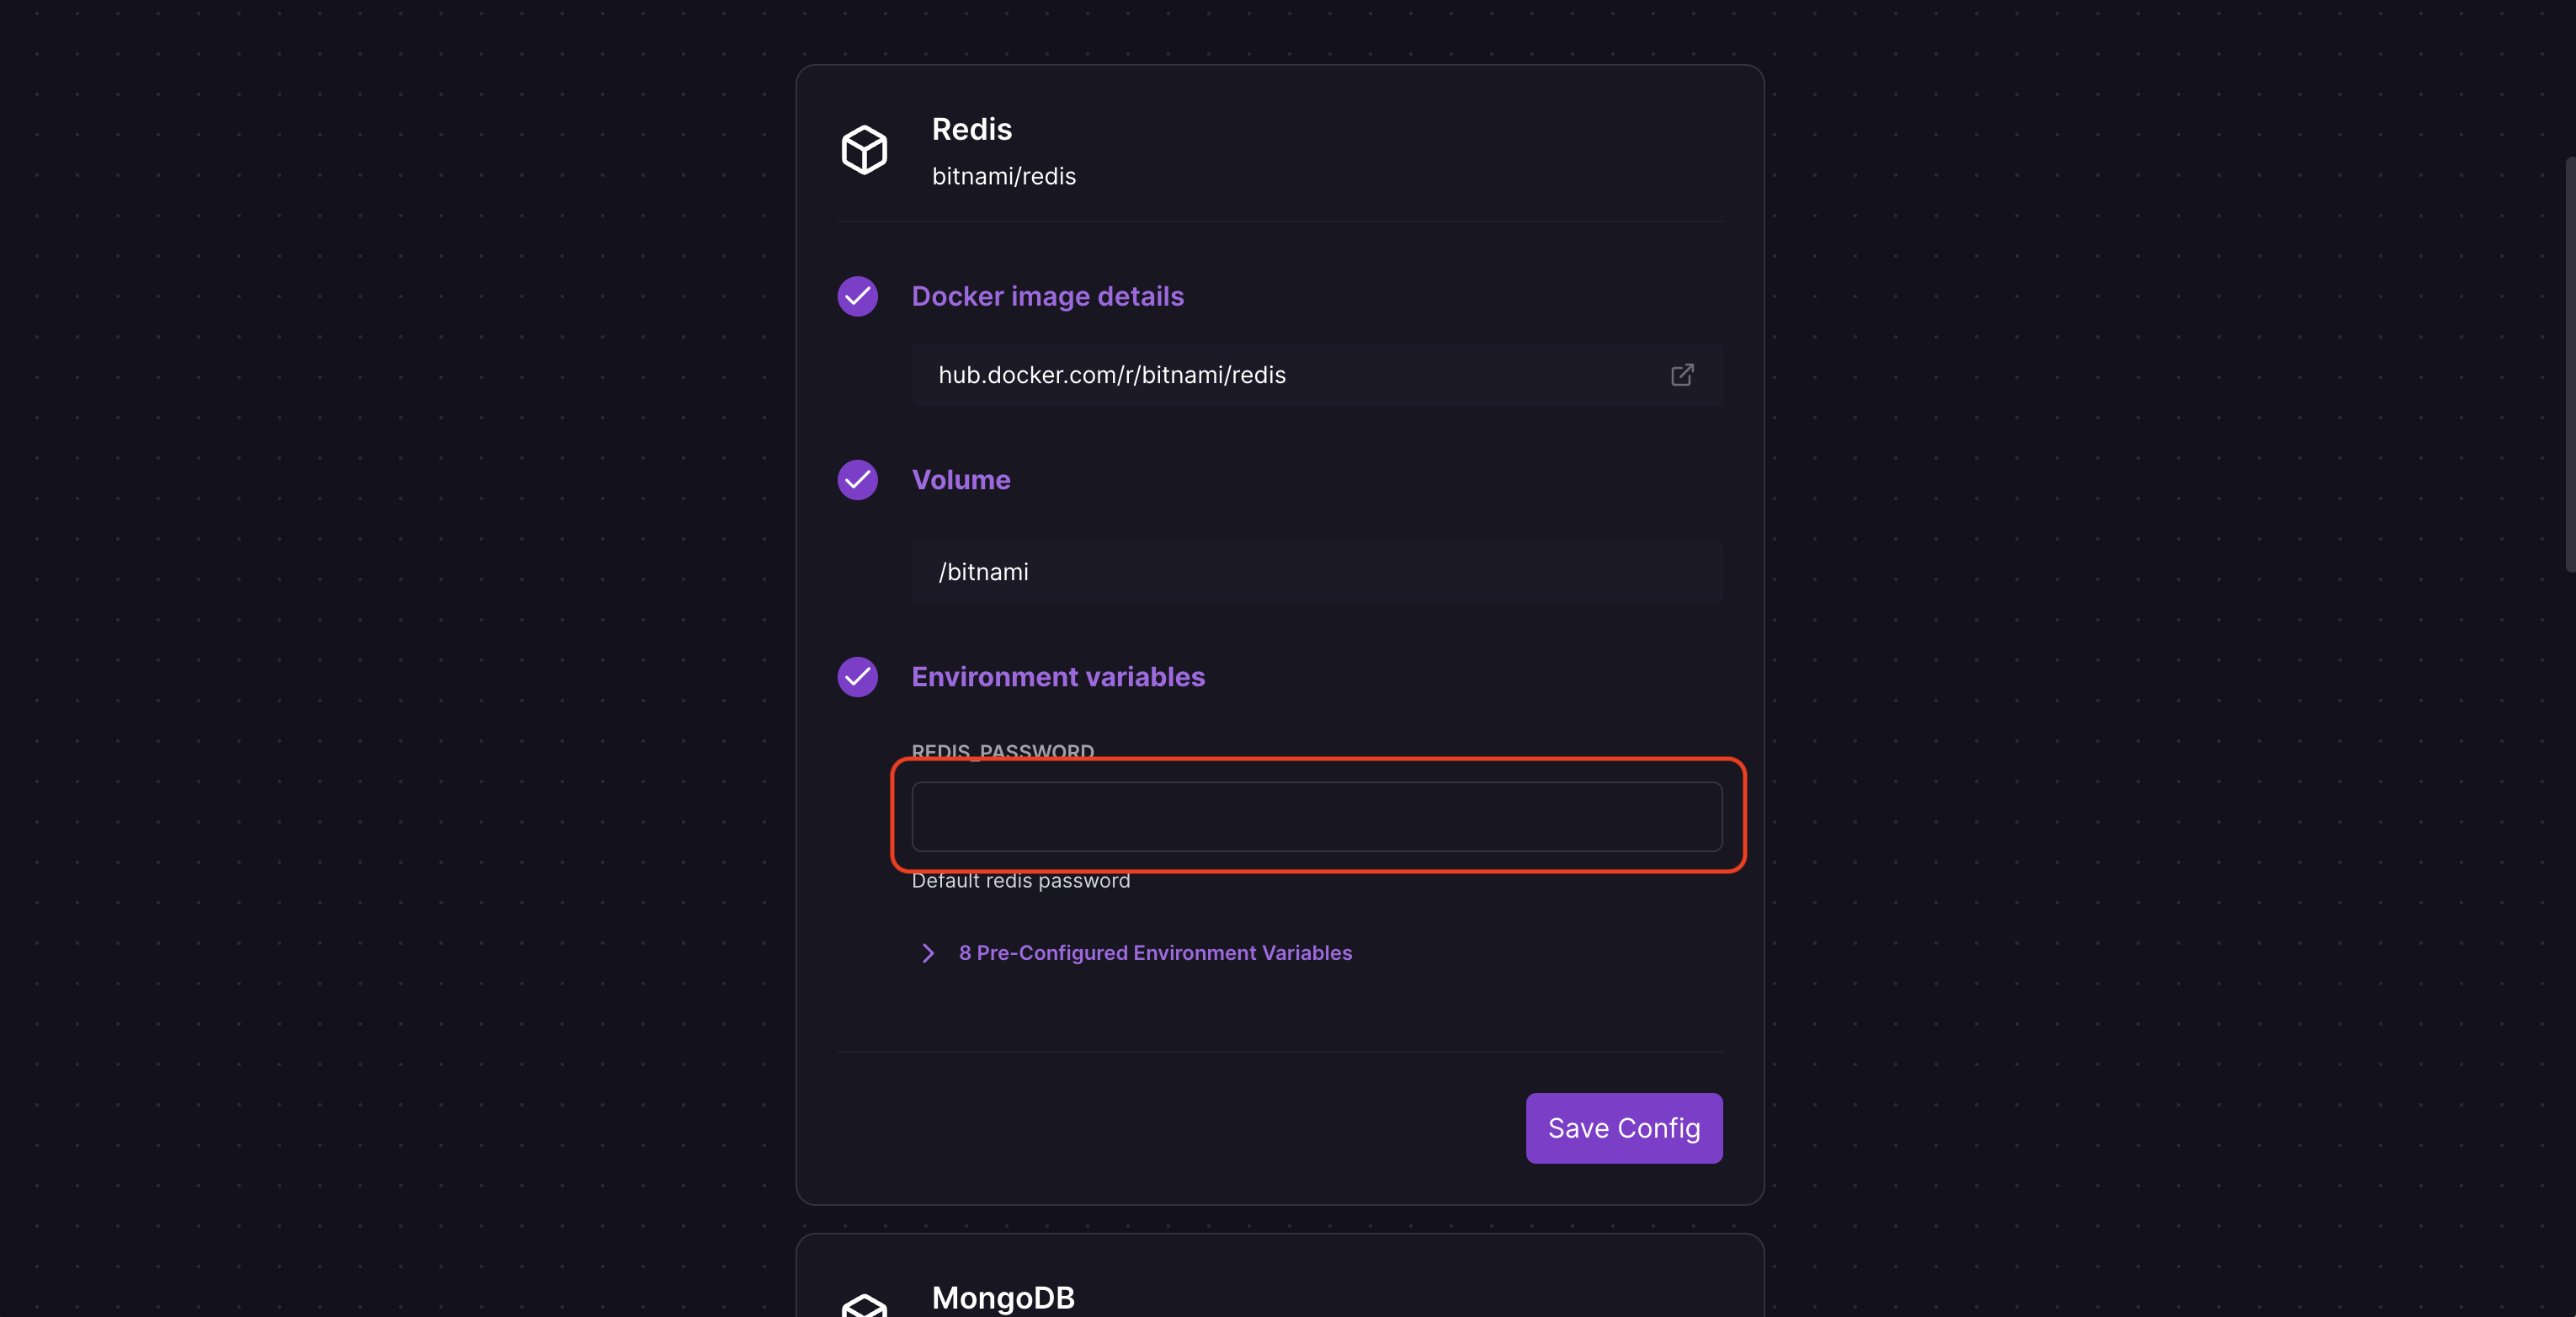 Redis
bitnami/redis
Docker image details
hub.docker.com/r/bitnami/redis
Volume
/bitnami
Environment variables
REDIS_PASSWORD
Default redis password
8 Pre-Configured Environment Variables
Save Config
MongoDB